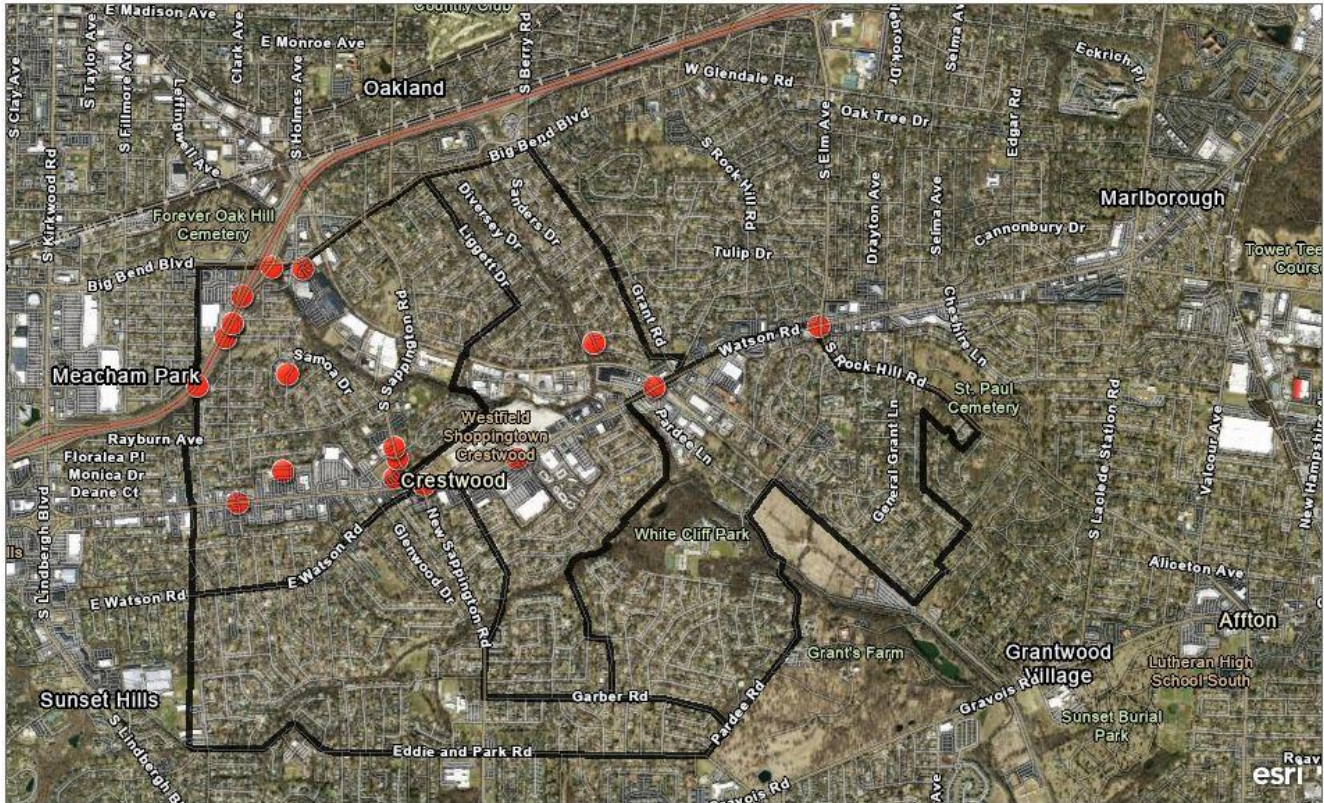 Country Club
E Madison Ave
S Taylor Ave
Clark Ave
E Monroe Ave
S Berry Rd
Selma Av
Eckrich Pl
S Clay Ave
S Fillmore Ave
Leffingwell Ave
S Holmes Ave
Oakland
W Glendale Rd
Oak Tree Dr
Edgar Rd
S Kirkwood Rd
Big Bend Blvd
S Rock Hill Rd
S Elm Ave
Forever Oak Hill
Cemetery
Diversey Dr
Sanders Dr
Liggett Dr
Drayton Ave
Selma Ave
Marlborough
Cannonbury Dr
Tulip Dr
Tower Tee
Course
Big Bend Blvd
S Sappington Rd
Grant Rd
Watson Rd
Cheshire Ln
Samoa Dr
Meacham Park
S Rock Hill Rd
St. Paul
Cemetery
Westfield
Shoppingtown
Crestwood
Pardee Ln
General Grant Ln
S Laclede Station Rd
Valcour Ave
New Hampshire
Rayburn Ave
Floralea Pl
Monica Dr
Deane Ct
Crestwood
S Lindbergh Blvd
lls
White Cliff Park
E Watson Rd
Glenwood Dr
New Sappington Rd
E Watson Rd
Aliceton Ave
Affton
Grant's Farm
Grantwood
Village
Lutheran High
School South
Sunset Hills
Garber Rd
Pardee Rd
Gravois Rd
Sunset Burial
Park
S Lindbergh B
Eddie and Park Rd
Reav
Gravois Rd
Ave
esri